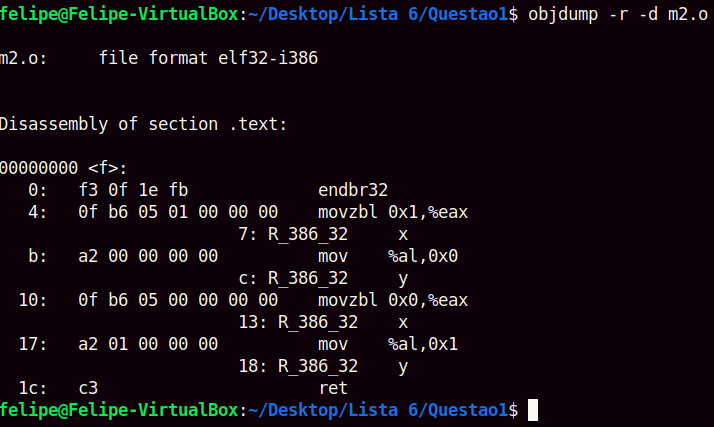 felipe@Felipe-VirtualBox:~/Desktop/Lista 6/Questao1$ objdump -r -d m2.o
m2.o:     file format elf32-i386
Disassembly of section .text:
00000000 <f>:
   0:   f3 0f 1e fb             endbr32
   4:   0f b6 05 01 00 00 00    movzbl 0x1,%eax
                        7: R_386_32     x
   b:   a2 00 00 00 00          mov    %al,0x0
                        c: R_386_32     y
  10:   0f b6 05 00 00 00 00    movzbl 0x0,%eax
                        13: R_386_32    x
  17:   a2 01 00 00 00          mov    %al,0x1
                        18: R_386_32    y
  1c:   c3                      ret
felipe@Felipe-VirtualBox:~/Desktop/Lista 6/Questao1$